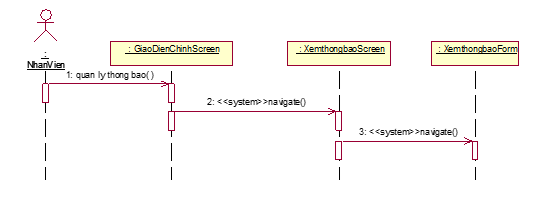 : GiaoDienChinhScreen
: XemthongbaoScreen
: XemthongbaoForm
: NhanVien
1: quan ly thong bao( )
2: <<system>>navigate()
3: <<system>>navigate()